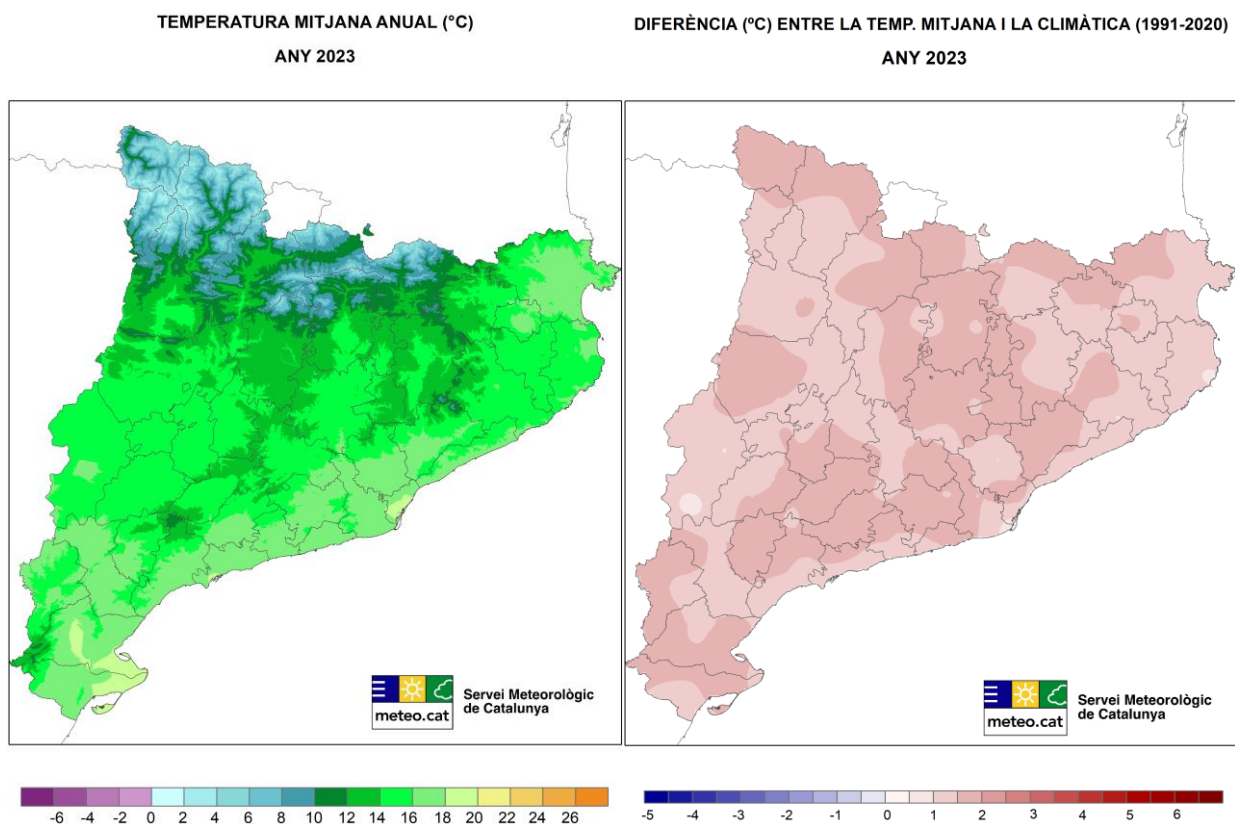 TEMPERATURA MITJANA ANUAL (°C)
ANY 2023
DIFERÈNCIA (ºC) ENTRE LA TEMP. MITJANA I LA CLIMÀTICA (1991-2020)
ANY 2023
meteo.cat
Servei Meteorològic
de Catalunya
meteo.cat
Servei Meteorològic
de Catalunya
-6 -4 -2 0 2 4 6 8 10 12 14 16 18 20 22 24 26
-5 -4 -3 -2 -1 0 1 2 3 4 5 6